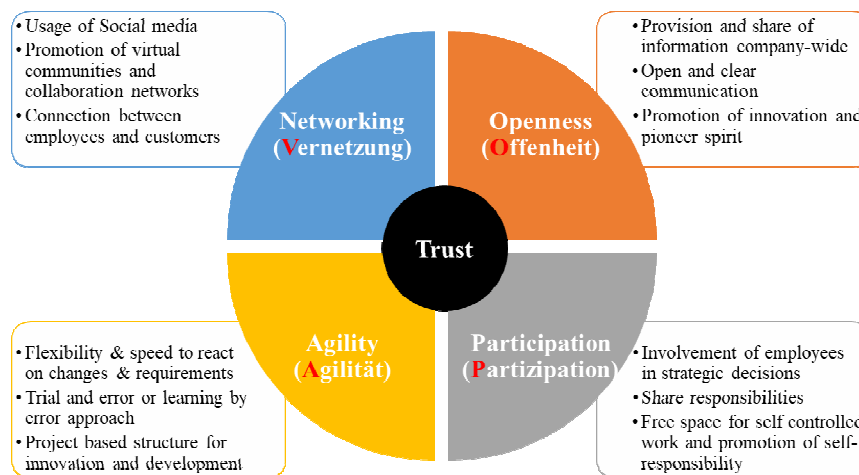 • Usage of Social media
• Promotion of virtual
communities and
collaboration networks
• Connection between
employees and customers
• Provision and share of
information company-wide
• Open and clear
communication
• Promotion of innovation and
pioneer spirit
Networking
(Vernetzung)
Openness
(Offenheit)
Trust
Agility
(Agilität)
Participation
(Partizipation)
• Flexibility & speed to react
on changes & requirements
• Trial and error or learning by
error approach
• Project based structure for
innovation and development
• Involvement of employees
in strategic decisions
• Share responsibilities
• Free space for self controlled
work and promotion of self-
responsibility